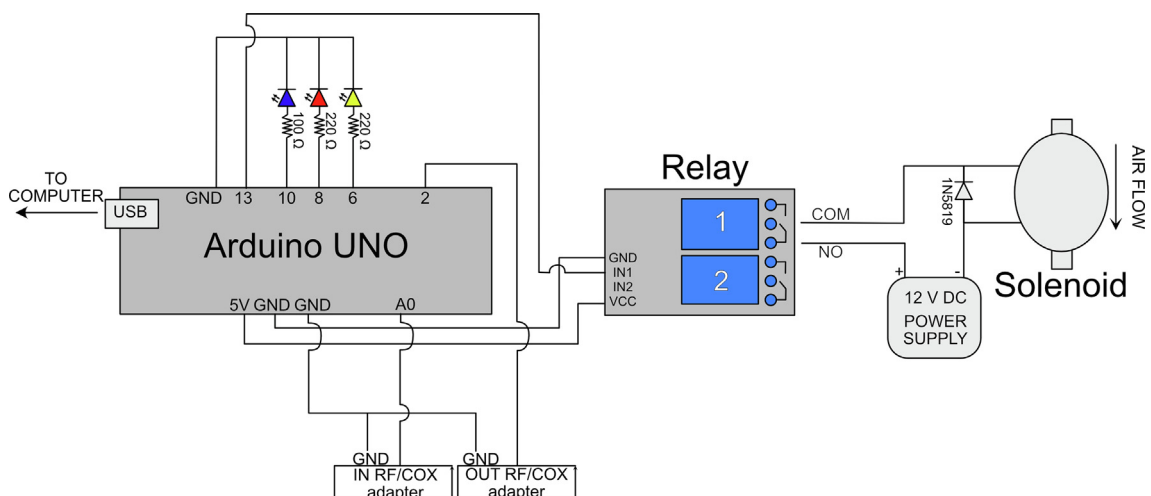 TO
COMPUTER
USB
GND 13 10 8 6 2
100 Ω
220 Ω
220 Ω
Arduino UNO
5V GND GND A0
Relay
1
2
GND
IN1
IN2
VCC
COM
NO
1N5819
AIR FLOW
Solenoid
+ -
12 V DC
POWER
SUPPLY
GND
IN RF/COX
adapter
GND
OUT RF/COX
adapter